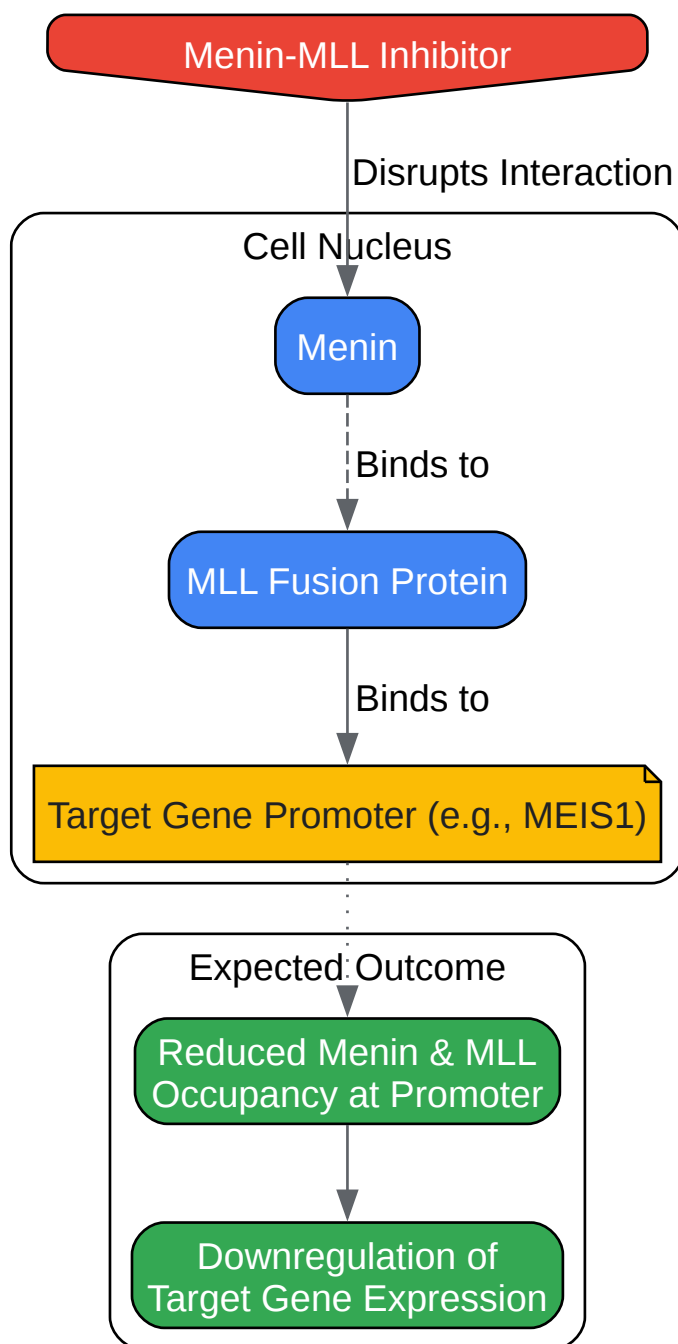 Menin-MLL Inhibitor
Disrupts Interaction
Cell Nucleus
Menin
Binds to
MLL Fusion Protein
Binds to
Target Gene Promoter (e.g., MEIS1)
Expected Outcome
Reduced Menin & MLL
Occupancy at Promoter
Downregulation of
Target Gene Expression